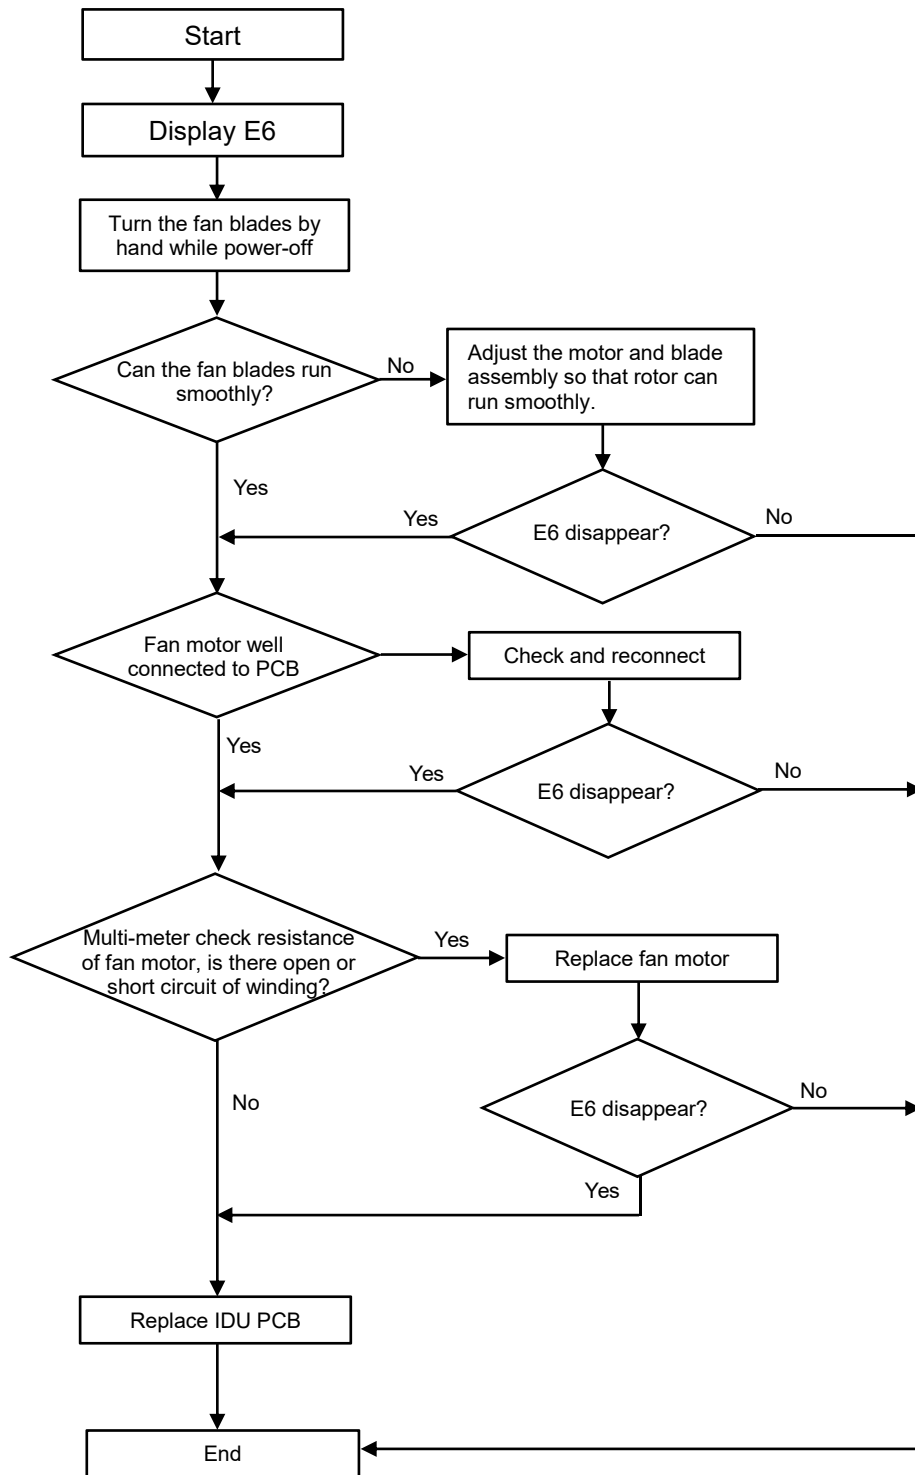 Start
Display E6
Turn the fan blades by
hand while power-off
Can the fan blades run
smoothly?
No
Adjust the motor and blade
assembly so that rotor can
run smoothly.
Yes
E6 disappear?
Yes
No
Fan motor well
connected to PCB
Check and reconnect
Yes
E6 disappear?
Yes
No
Multi-meter check resistance
of fan motor, is there open or
short circuit of winding?
Yes
Replace fan motor
No
E6 disappear?
No
Yes
Replace IDU PCB
End